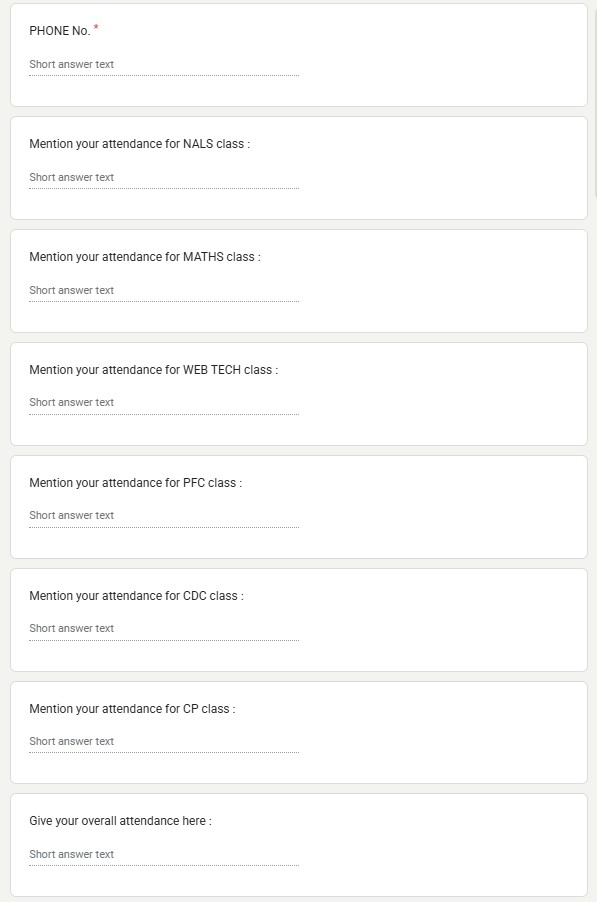 PHONE No. *
Short answer text
Mention your attendance for NALS class :
Short answer text
Mention your attendance for MATHS class :
Short answer text
Mention your attendance for WEB TECH class :
Short answer text
Mention your attendance for PFC class :
Short answer text
Mention your attendance for CDC class :
Short answer text
Mention your attendance for CP class :
Short answer text
Give your overall attendance here :
Short answer text